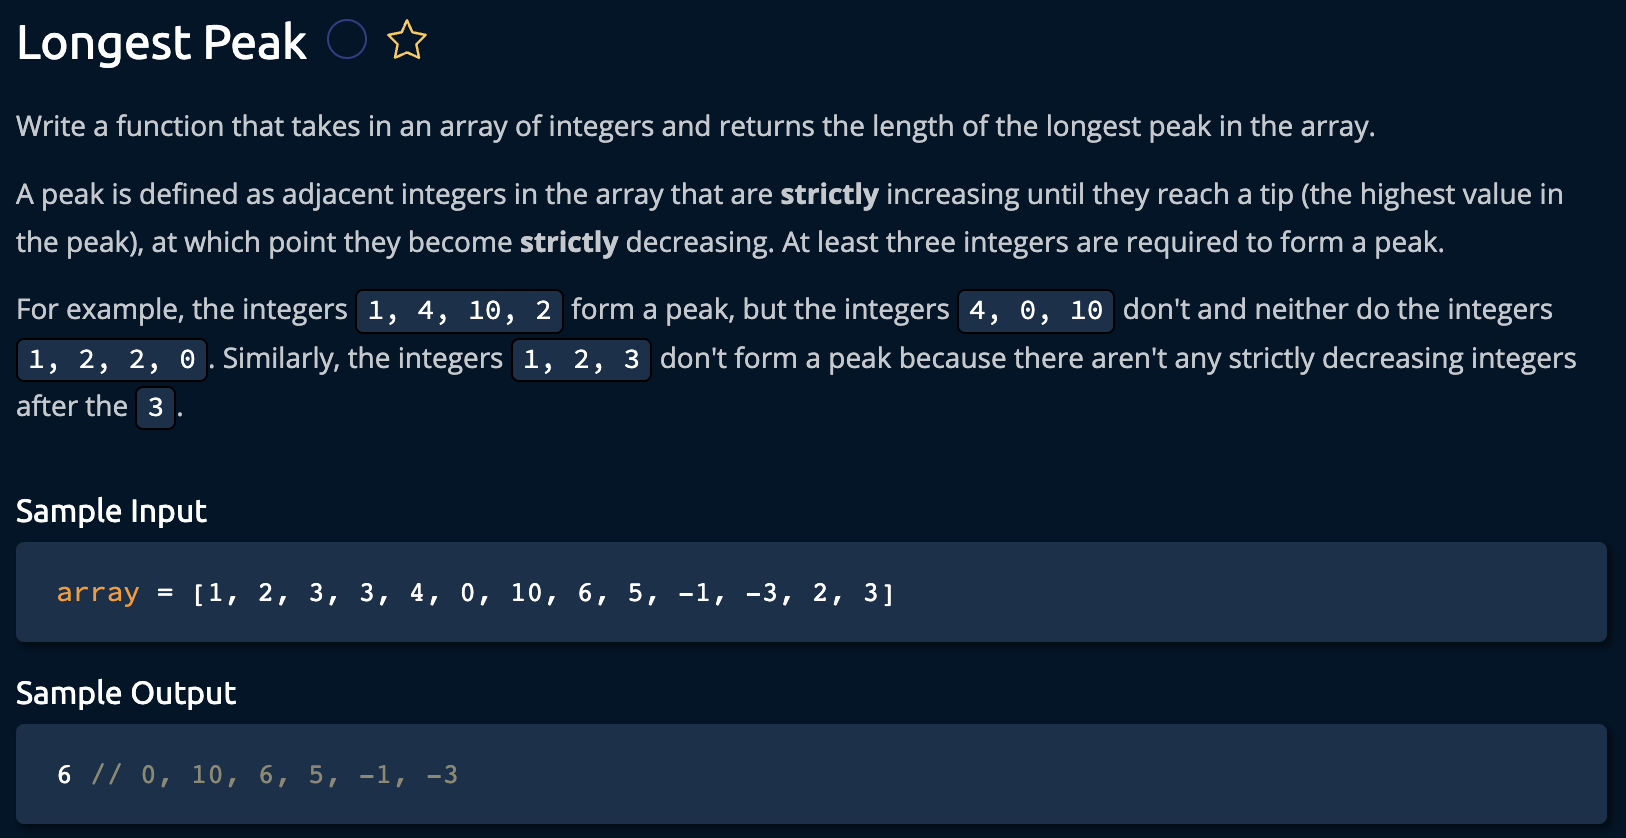 Longest Peak
Write a function that takes in an array of integers and returns the length of the longest peak in the array.
A peak is defined as adjacent integers in the array that are strictly increasing until they reach a tip (the highest value in
the peak), at which point they become strictly decreasing. At least three integers are required to form a peak.
For example, the integers 1, 4, 10, 2 form a peak, but the integers 4, 0, 10 don't and neither do the integers
1, 2, 2, 0. Similarly, the integers 1, 2, 3 don't form a peak because there aren't any strictly decreasing integers
after the 3.
Sample Input
array = [1, 2, 3, 3, 4, 0, 10, 6, 5, -1, -3, 2, 3]
Sample Output
6 // 0, 10, 6, 5, -1, -3